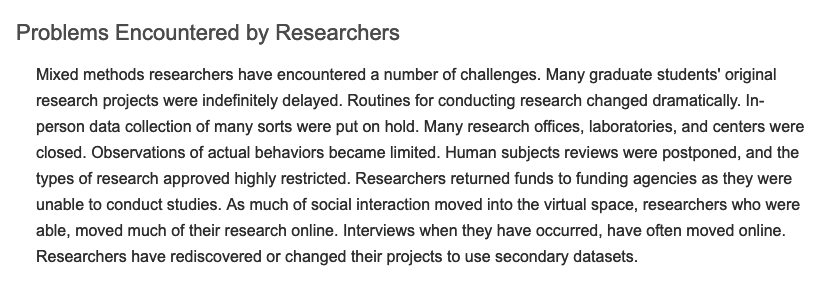 Problems Encountered by Researchers
Mixed methods researchers have encountered a number of challenges. Many graduate students' original
research projects were indefinitely delayed. Routines for conducting research changed dramatically. In-
person data collection of many sorts were put on hold. Many research offices, laboratories, and centers were
closed. Observations of actual behaviors became limited. Human subjects reviews were postponed, and the
types of research approved highly restricted. Researchers returned funds to funding agencies as they were
unable to conduct studies. As much of social interaction moved into the virtual space, researchers who were
able, moved much of their research online. Interviews when they have occurred, have often moved online.
Researchers have rediscovered or changed their projects to use secondary datasets.